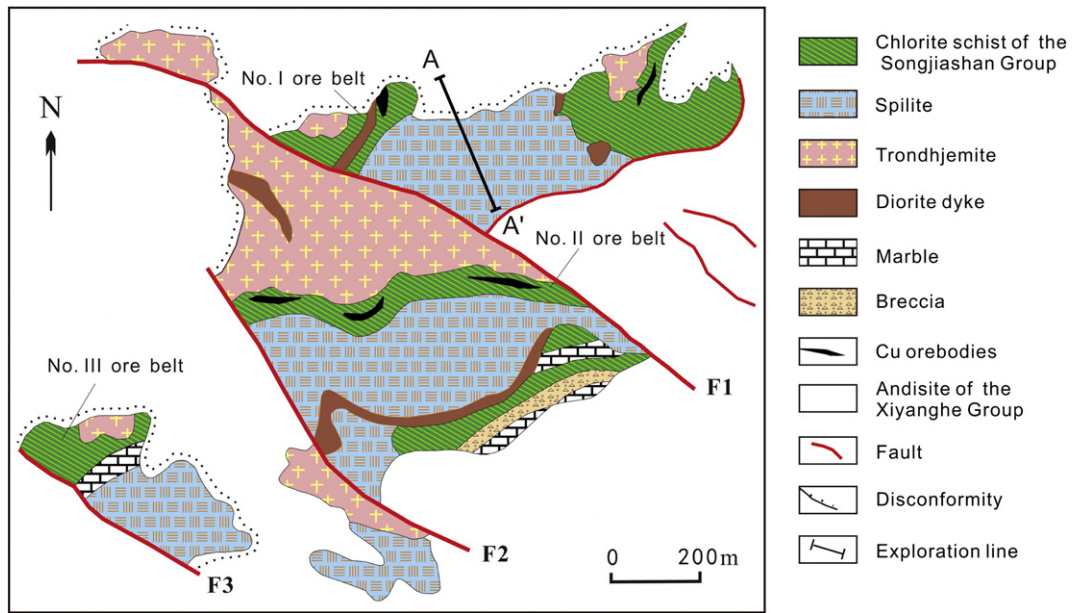 A
No. I ore belt
N
A'
No. II ore belt
No. III ore belt
F1
F2
F3
0 200 m
Chlorite schist of the
Songjiashan Group
Spilite
Trondhjemite
Diorite dyke
Marble
Breccia
Cu orebodies
Andisite of the
Xiyanghe Group
Fault
Disconformity
Exploration line